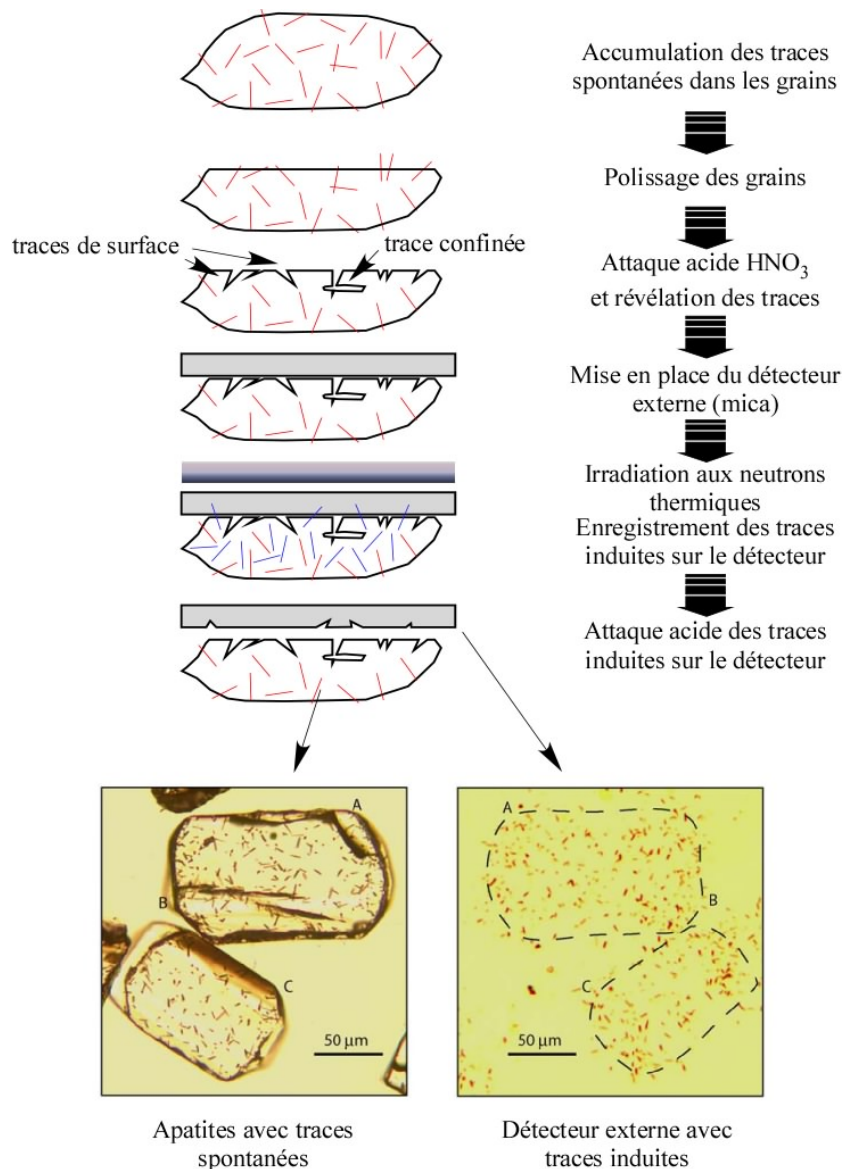 Accumulation des traces
spontanées dans les grains
Polissage des grains
traces de surface
trace confinée
Attaque acide HNO3
et révélation des traces
Mise en place du détecteur
externe (mica)
Irradiation aux neutrons
thermiques
Enregistrement des traces
induites sur le détecteur
Attaque acide des traces
induites sur le détecteur
A
B
C
50 µm
A
B
C
50 µm
Apatites avec traces
spontanées
Détecteur externe avec
traces induites